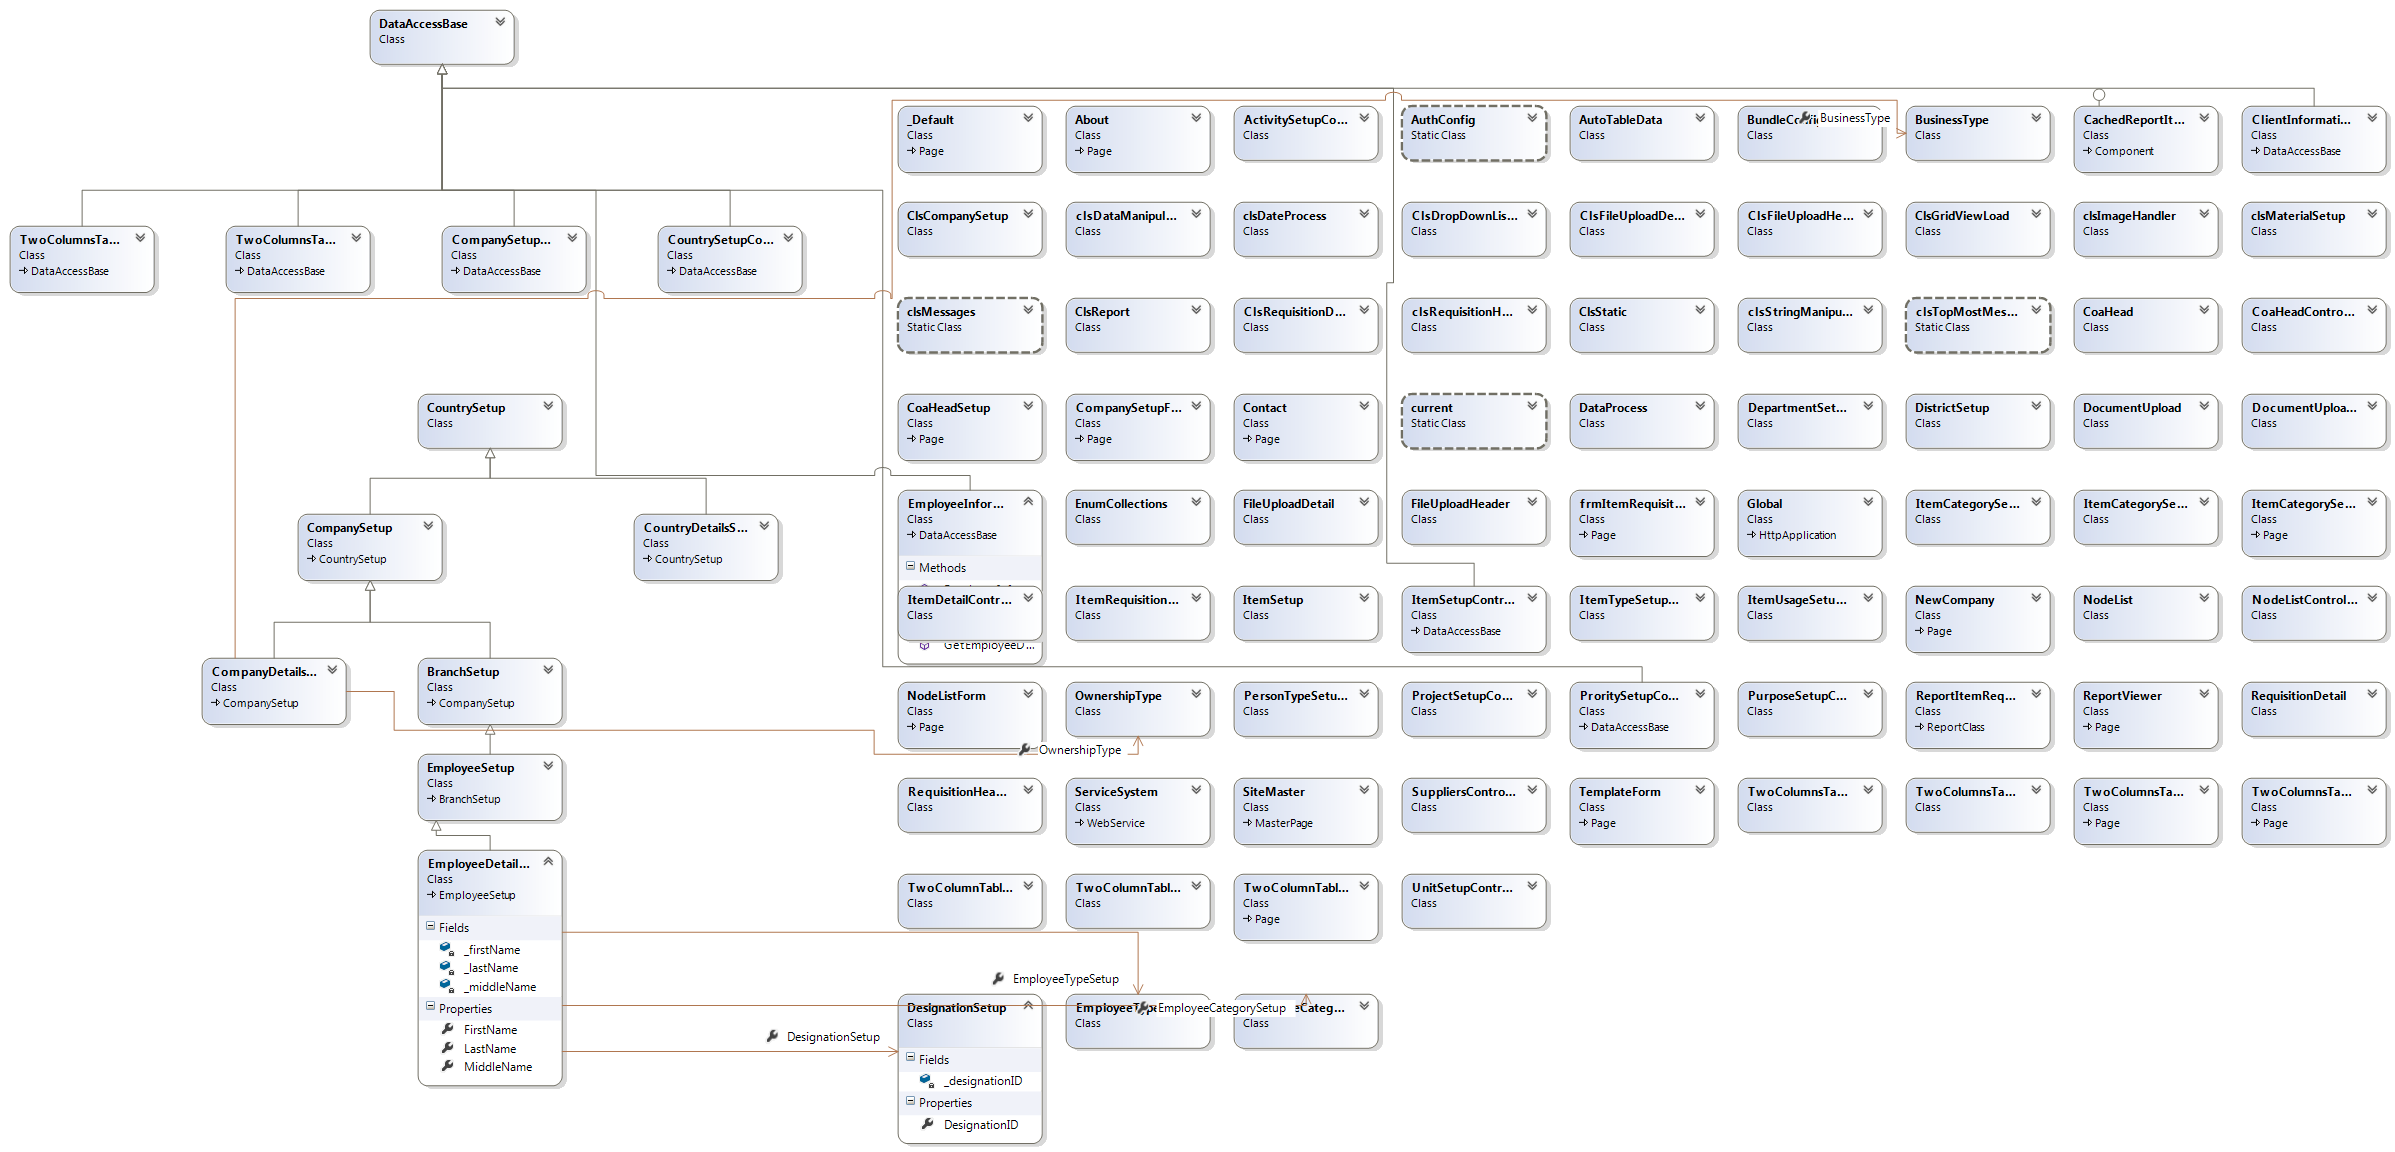 DataAccessBase
Class
_Default
Class
Page
About
Class
Page
ActivitySetupCo...
Class
AuthConfig
Static Class
AutoTableData
Class
Class
BusinessType
BusinessType
Class
CachedReportIt...
Class
Component
ClientInformati...
Class
DataAccessBase
TwoColumnsTa...
Class
DataAccessBase
TwoColumnsTa...
Class
DataAccessBase
CompanySetup...
Class
DataAccessBase
CountrySetupCo...
Class
DataAccessBase
ClsCompanySetup
Class
clsDataManipul...
Class
clsDateProcess
Class
ClsDropDownLis...
Class
ClsFileUploadDe...
Class
ClsFileUploadHe...
Class
ClsGridViewLoad
Class
clsImageHandler
Class
clsMaterialSetup
Class
clsMessages
Static Class
ClsReport
Class
ClsRequisitionD...
Class
clsRequisitionH...
Class
ClsStatic
Class
clsStringManipu...
Class
clsTopMostMes...
Static Class
CoaHead
Class
CoaHeadContro...
Class
CountrySetup
Class
CoaHeadSetup
Class
Page
CompanySetupF...
Class
Page
Contact
Class
Page
current
Static Class
DataProcess
Class
DepartmentSet...
Class
DistrictSetup
Class
DocumentUpload
Class
DocumentUploa...
Class
CompanySetup
Class
CountrySetup
CountryDetailsS...
Class
CountrySetup
EmployeeInfor...
Class
DataAccessBase
Methods
EnumCollections
Class
FileUploadDetail
Class
FileUploadHeader
Class
frmItemRequisit...
Class
Page
Global
Class
HttpApplication
ItemCategorySe...
Class
ItemCategorySe...
Class
ItemCategorySe...
Class
Page
ItemDetailContr...
Class
GetEmployeeD...
ItemRequisition...
Class
ItemSetup
Class
ItemSetupContr...
Class
DataAccessBase
ItemTypeSetup...
Class
ItemUsageSetu...
Class
NewCompany
Class
Page
NodeList
Class
NodeListControl...
Class
CompanyDetails...
Class
CompanySetup
BranchSetup
Class
CompanySetup
NodeListForm
Class
Page
OwnershipType
Class
OwnershipType
PersonTypeSetu...
Class
ProjectSetupCo...
Class
ProritySetupCo...
Class
DataAccessBase
PurposeSetupC...
Class
ReportItemReq...
Class
ReportClass
ReportViewer
Class
Page
RequisitionDetail
Class
EmployeeSetup
Class
BranchSetup
RequisitionHea...
Class
ServiceSystem
Class
WebService
SiteMaster
Class
MasterPage
SuppliersContro...
Class
TemplateForm
Class
Page
TwoColumnsTa...
Class
TwoColumnsTa...
Class
TwoColumnsTa...
Class
Page
TwoColumnsTa...
Class
Page
EmployeeDetail...
Class
EmployeeSetup
Fields
_firstName
_lastName
_middleName
Properties
FirstName
LastName
MiddleName
TwoColumnTabl...
Class
TwoColumnTabl...
Class
TwoColumnTabl...
Class
Page
UnitSetupContr...
Class
EmployeeTypeSetup
DesignationSetup
DesignationSetup
Class
Fields
_designationID
Properties
DesignationID
Class
EmployeeCategorySetup
eCateg...
Class